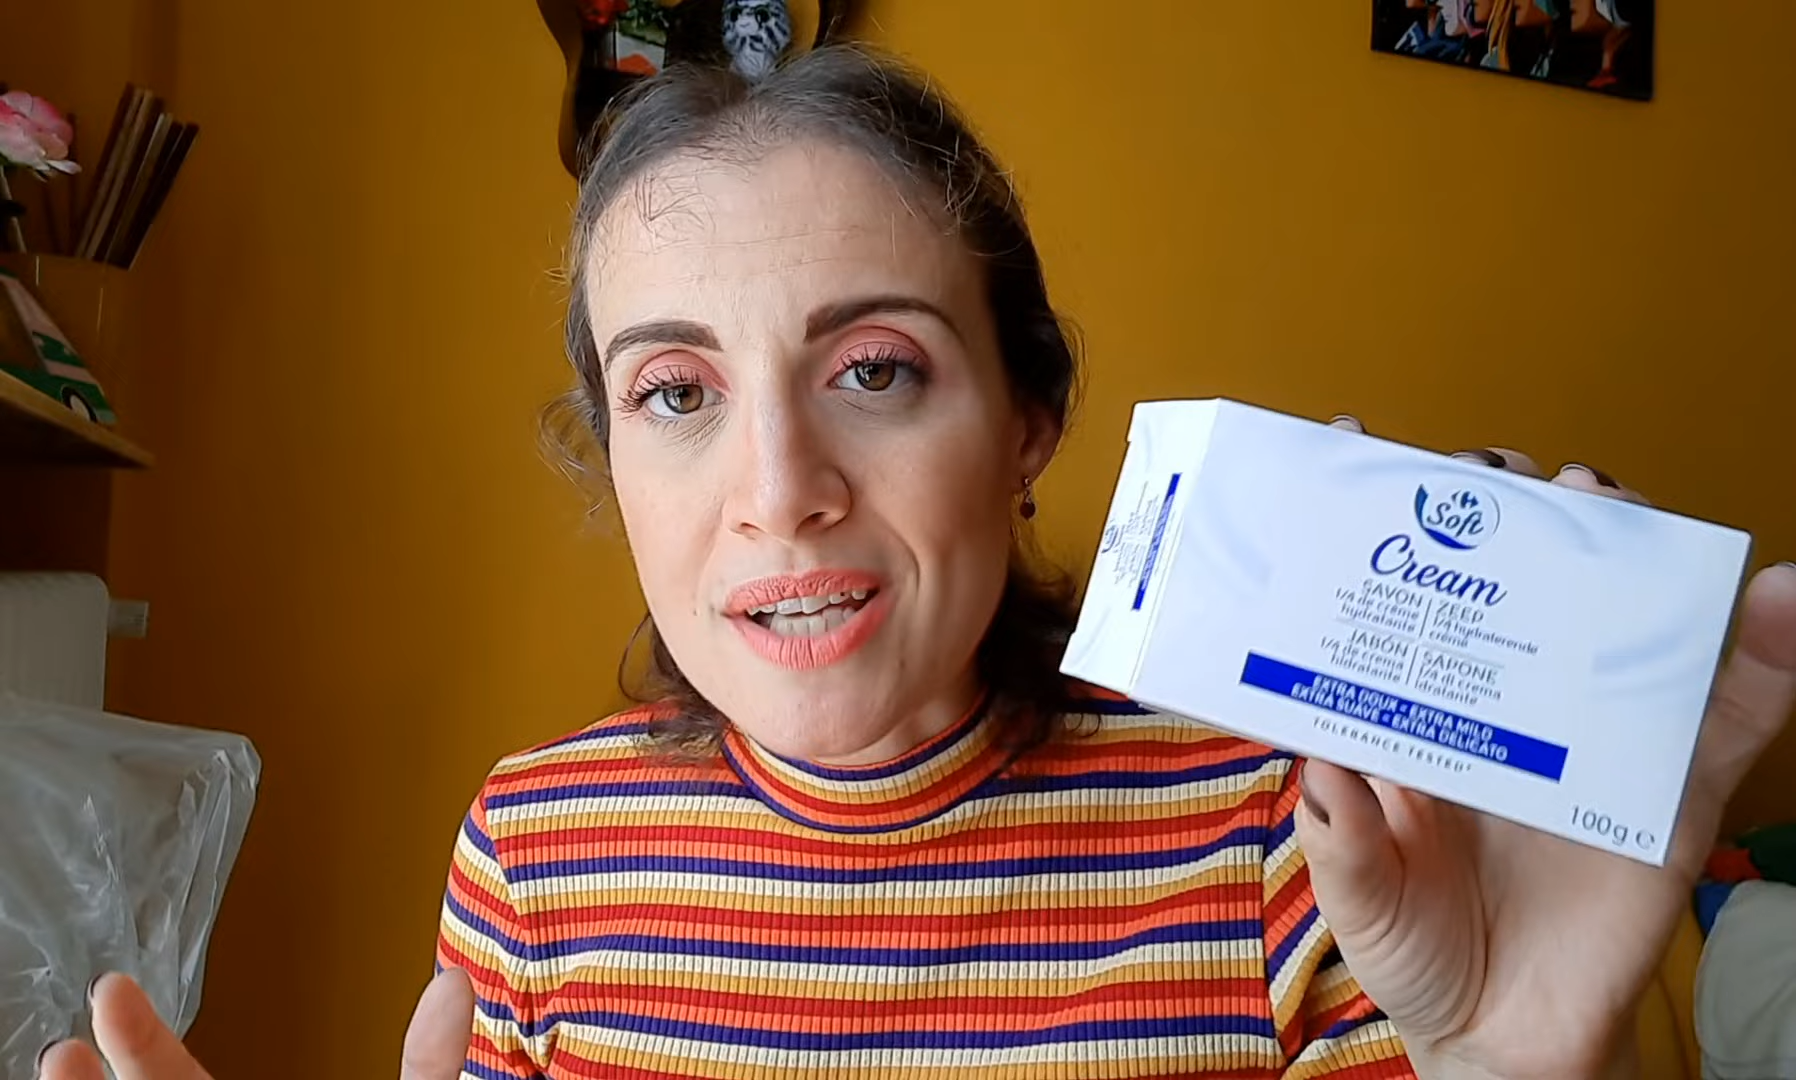 Soft
Cream
SAVON
1/4 de crème
hydratante
ZEEP
1/4 hydraterende
crème
JABÓN
1/4 de crema
hidratante
SAPONE
1/4 di crema
idratante
EXTRA DOUX • EXTRA MILD
EXTRA SUAVE • EXTRA DELICATO
TOLERANCE TESTED*
100g ℮